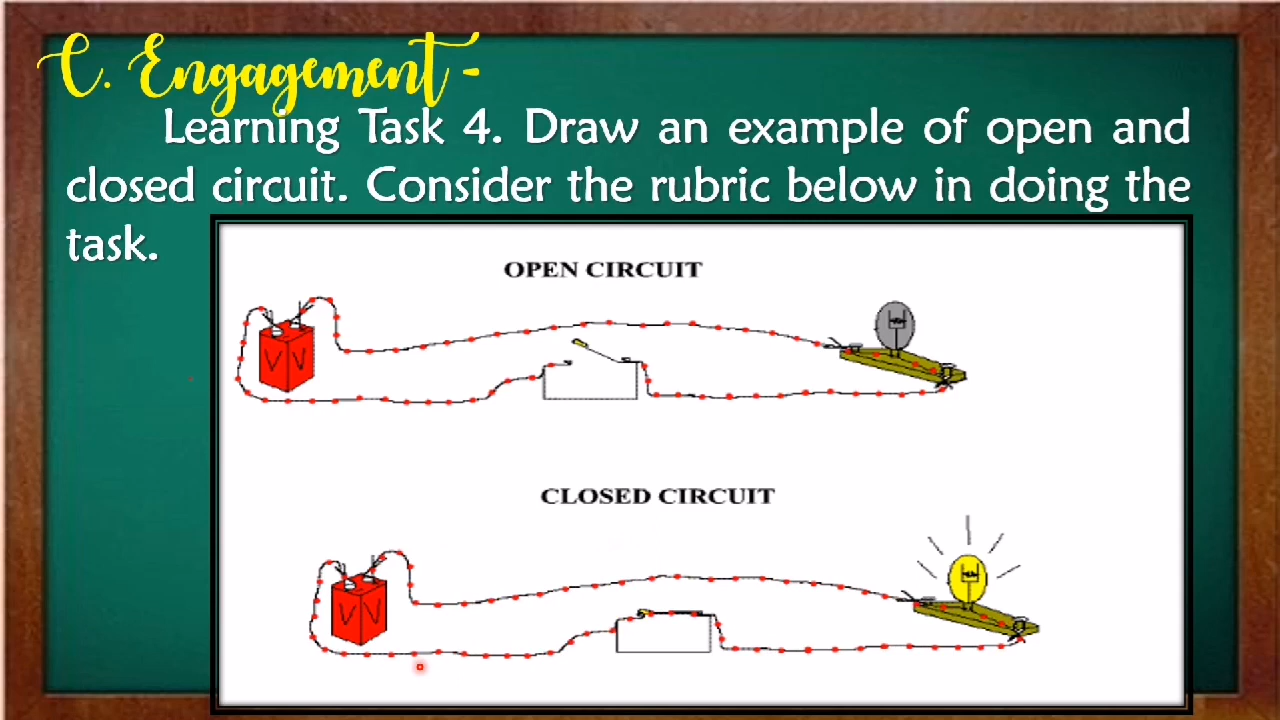 C. Engagement -
Learning Task 4. Draw an example of open and
closed circuit. Consider the rubric below in doing the
task.
OPEN CIRCUIT
V V
CLOSED CIRCUIT
V V